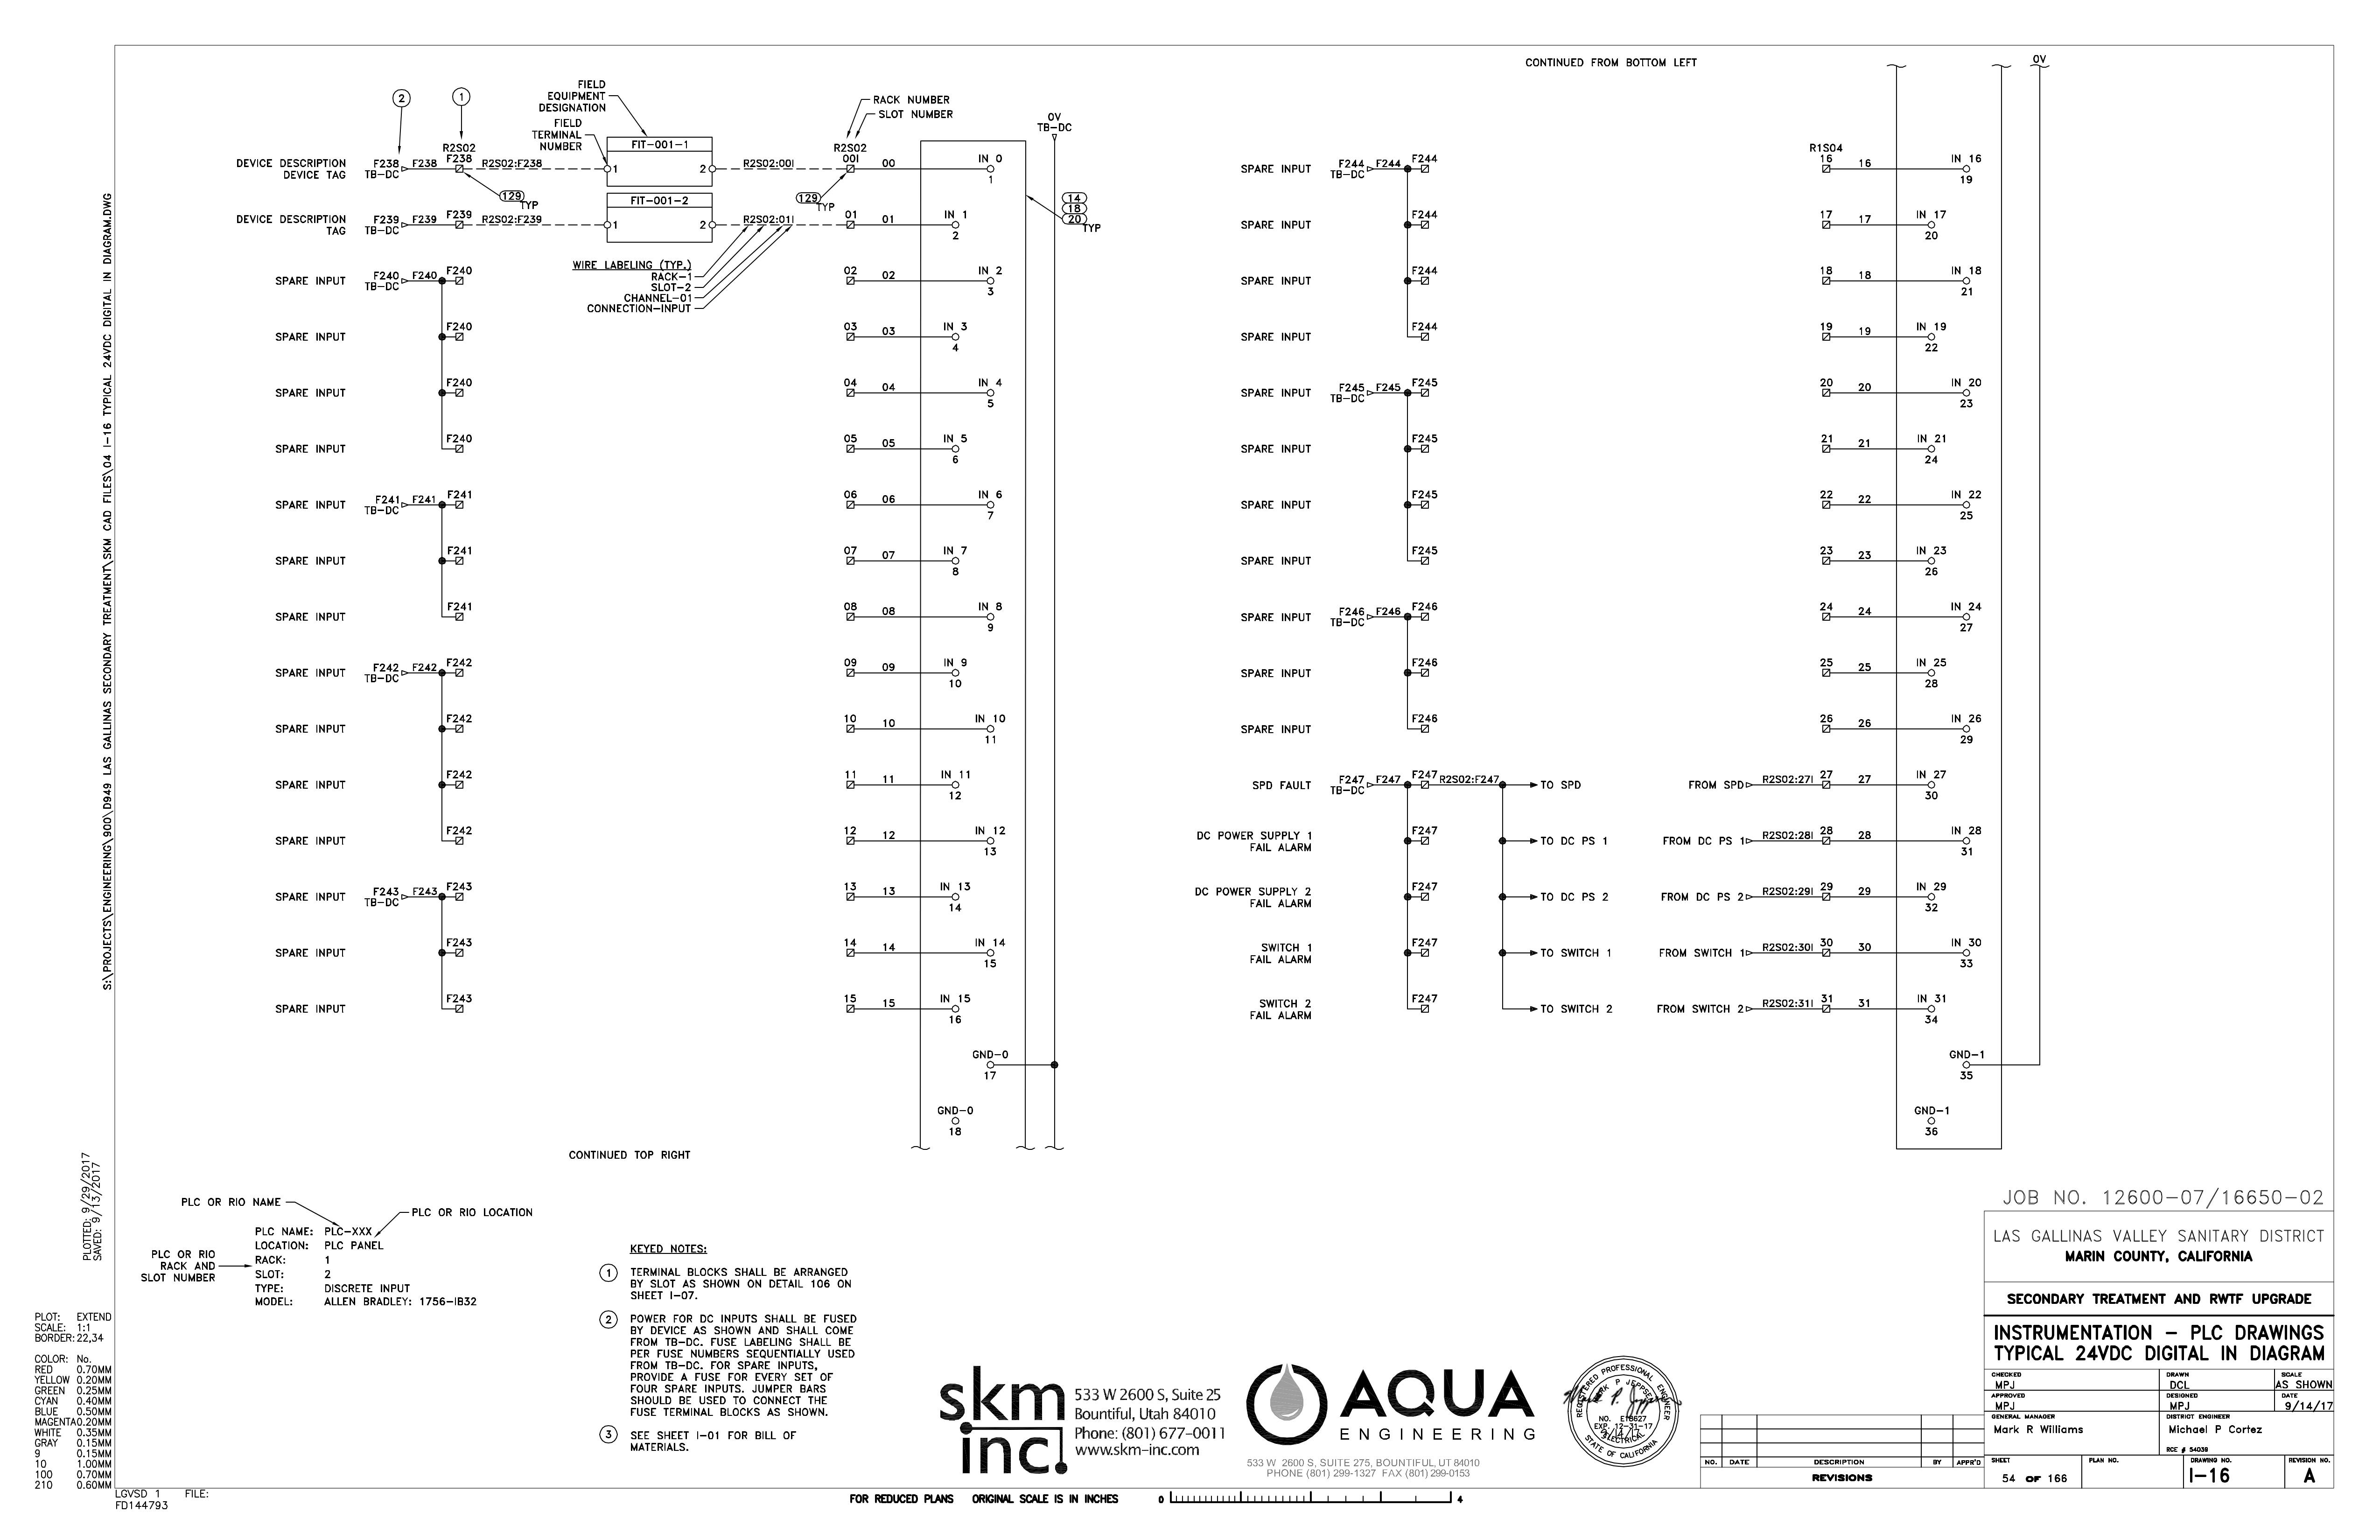 CONTINUED FROM BOTTOM LEFT
0V
2
1
FIELD
EQUIPMENT
DESIGNATION
FIELD
TERMINAL
NUMBER
RACK NUMBER
SLOT NUMBER
0V
TB-DC
DEVICE DESCRIPTION
DEVICE TAG
F238
TB-DC
F238
R2S02
F238
R2S02:F238
FIT-001-1
1
2
R2S02:00I
R2S02
00I
00
IN 0
1
129
TYP
129
TYP
14
18
20
TYP
DEVICE DESCRIPTION
TAG
F239
TB-DC
F239
F239
R2S02:F239
FIT-001-2
1
2
R2S02:01I
01
01
IN 1
2
WIRE LABELING (TYP.)
RACK-1
SLOT-2
CHANNEL-01
CONNECTION-INPUT
SPARE INPUT
F240
TB-DC
F240
F240
02
02
IN 2
3
SPARE INPUT
F240
03
03
IN 3
4
SPARE INPUT
F240
04
04
IN 4
5
SPARE INPUT
F240
05
05
IN 5
6
SPARE INPUT
F241
TB-DC
F241
F241
06
06
IN 6
7
SPARE INPUT
F241
07
07
IN 7
8
SPARE INPUT
F241
08
08
IN 8
9
SPARE INPUT
F242
TB-DC
F242
F242
09
09
IN 9
10
SPARE INPUT
F242
10
10
IN 10
11
SPARE INPUT
F242
11
11
IN 11
12
SPARE INPUT
F242
12
12
IN 12
13
SPARE INPUT
F243
TB-DC
F243
F243
13
13
IN 13
14
SPARE INPUT
F243
14
14
IN 14
15
SPARE INPUT
F243
15
15
IN 15
16
GND-0
17
GND-0
18
CONTINUED TOP RIGHT
SPARE INPUT
F244
TB-DC
F244
F244
R1S04
16
16
IN 16
19
SPARE INPUT
F244
17
17
IN 17
20
SPARE INPUT
F244
18
18
IN 18
21
SPARE INPUT
F244
19
19
IN 19
22
SPARE INPUT
F245
TB-DC
F245
F245
20
20
IN 20
23
SPARE INPUT
F245
21
21
IN 21
24
SPARE INPUT
F245
22
22
IN 22
25
SPARE INPUT
F245
23
23
IN 23
26
SPARE INPUT
F246
TB-DC
F246
F246
24
24
IN 24
27
SPARE INPUT
F246
25
25
IN 25
28
SPARE INPUT
F246
26
26
IN 26
29
SPD FAULT
F247
TB-DC
F247
F247
R2S02:F247
TO SPD
FROM SPD
R2S02:27I
27
27
IN 27
30
DC POWER SUPPLY 1
FAIL ALARM
F247
TO DC PS 1
FROM DC PS 1
R2S02:28I
28
28
IN 28
31
DC POWER SUPPLY 2
FAIL ALARM
F247
TO DC PS 2
FROM DC PS 2
R2S02:29I
29
29
IN 29
32
SWITCH 1
FAIL ALARM
F247
TO SWITCH 1
FROM SWITCH 1
R2S02:30I
30
30
IN 30
33
SWITCH 2
FAIL ALARM
F247
TO SWITCH 2
FROM SWITCH 2
R2S02:31I
31
31
IN 31
34
GND-1
35
GND-1
36
PLC OR RIO NAME
PLC OR RIO LOCATION
PLC OR RIO
RACK AND
SLOT NUMBER
PLC NAME: PLC-XXX
LOCATION: PLC PANEL
RACK: 1
SLOT: 2
TYPE: DISCRETE INPUT
MODEL: ALLEN BRADLEY: 1756-IB32
KEYED NOTES:
1 TERMINAL BLOCKS SHALL BE ARRANGED
BY SLOT AS SHOWN ON DETAIL 106 ON
SHEET I-07.
2 POWER FOR DC INPUTS SHALL BE FUSED
BY DEVICE AS SHOWN AND SHALL COME
FROM TB-DC. FUSE LABELING SHALL BE
PER FUSE NUMBERS SEQUENTIALLY USED
FROM TB-DC. FOR SPARE INPUTS,
PROVIDE A FUSE FOR EVERY SET OF
FOUR SPARE INPUTS. JUMPER BARS
SHOULD BE USED TO CONNECT THE
FUSE TERMINAL BLOCKS AS SHOWN.
3 SEE SHEET I-01 FOR BILL OF
MATERIALS.
skm
inc.
533 W 2600 S, Suite 25
Bountiful, Utah 84010
Phone: (801) 677-0011
www.skm-inc.com
AQUA
ENGINEERING
533 W 2600 S, SUITE 275, BOUNTIFUL, UT 84010
PHONE (801) 299-1327 FAX (801) 299-0153
REGISTERED PROFESSIONAL ENGINEER
MARK P JEPPSEN
NO. E18627
EXP. 12-31-17
9/14/17
ELECTRICAL
STATE OF CALIFORNIA
JOB NO. 12600-07/16650-02
LAS GALLINAS VALLEY SANITARY DISTRICT
MARIN COUNTY, CALIFORNIA
SECONDARY TREATMENT AND RWTF UPGRADE
INSTRUMENTATION - PLC DRAWINGS
TYPICAL 24VDC DIGITAL IN DIAGRAM
CHECKED
MPJ
DRAWN
DCL
SCALE
AS SHOWN
APPROVED
MPJ
DESIGNED
MPJ
DATE
9/14/17
GENERAL MANAGER
Mark R Williams
DISTRICT ENGINEER
Michael P Cortez
RCE # 54039
SHEET
54 OF 166
PLAN NO.
DRAWING NO.
I-16
REVISION NO.
A
NO. DATE DESCRIPTION BY APPR'D
REVISIONS
FOR REDUCED PLANS ORIGINAL SCALE IS IN INCHES 0 4
S:\PROJECTS\ENGINEERING\900\D949 LAS GALLINAS SECONDARY TREATMENT\SKM CAD FILES\04 I-16 TYPICAL 24VDC DIGITAL IN DIAGRAM.DWG
PLOTTED: 9/29/2017
SAVED: 9/13/2017
PLOT: EXTEND
SCALE: 1:1
BORDER: 22,34
COLOR: No.
RED 0.70MM
YELLOW 0.20MM
GREEN 0.25MM
CYAN 0.40MM
BLUE 0.50MM
MAGENTA 0.20MM
WHITE 0.35MM
GRAY 0.15MM
9 0.15MM
10 1.00MM
100 0.70MM
210 0.60MM
LGVSD 1 FILE:
FD144793